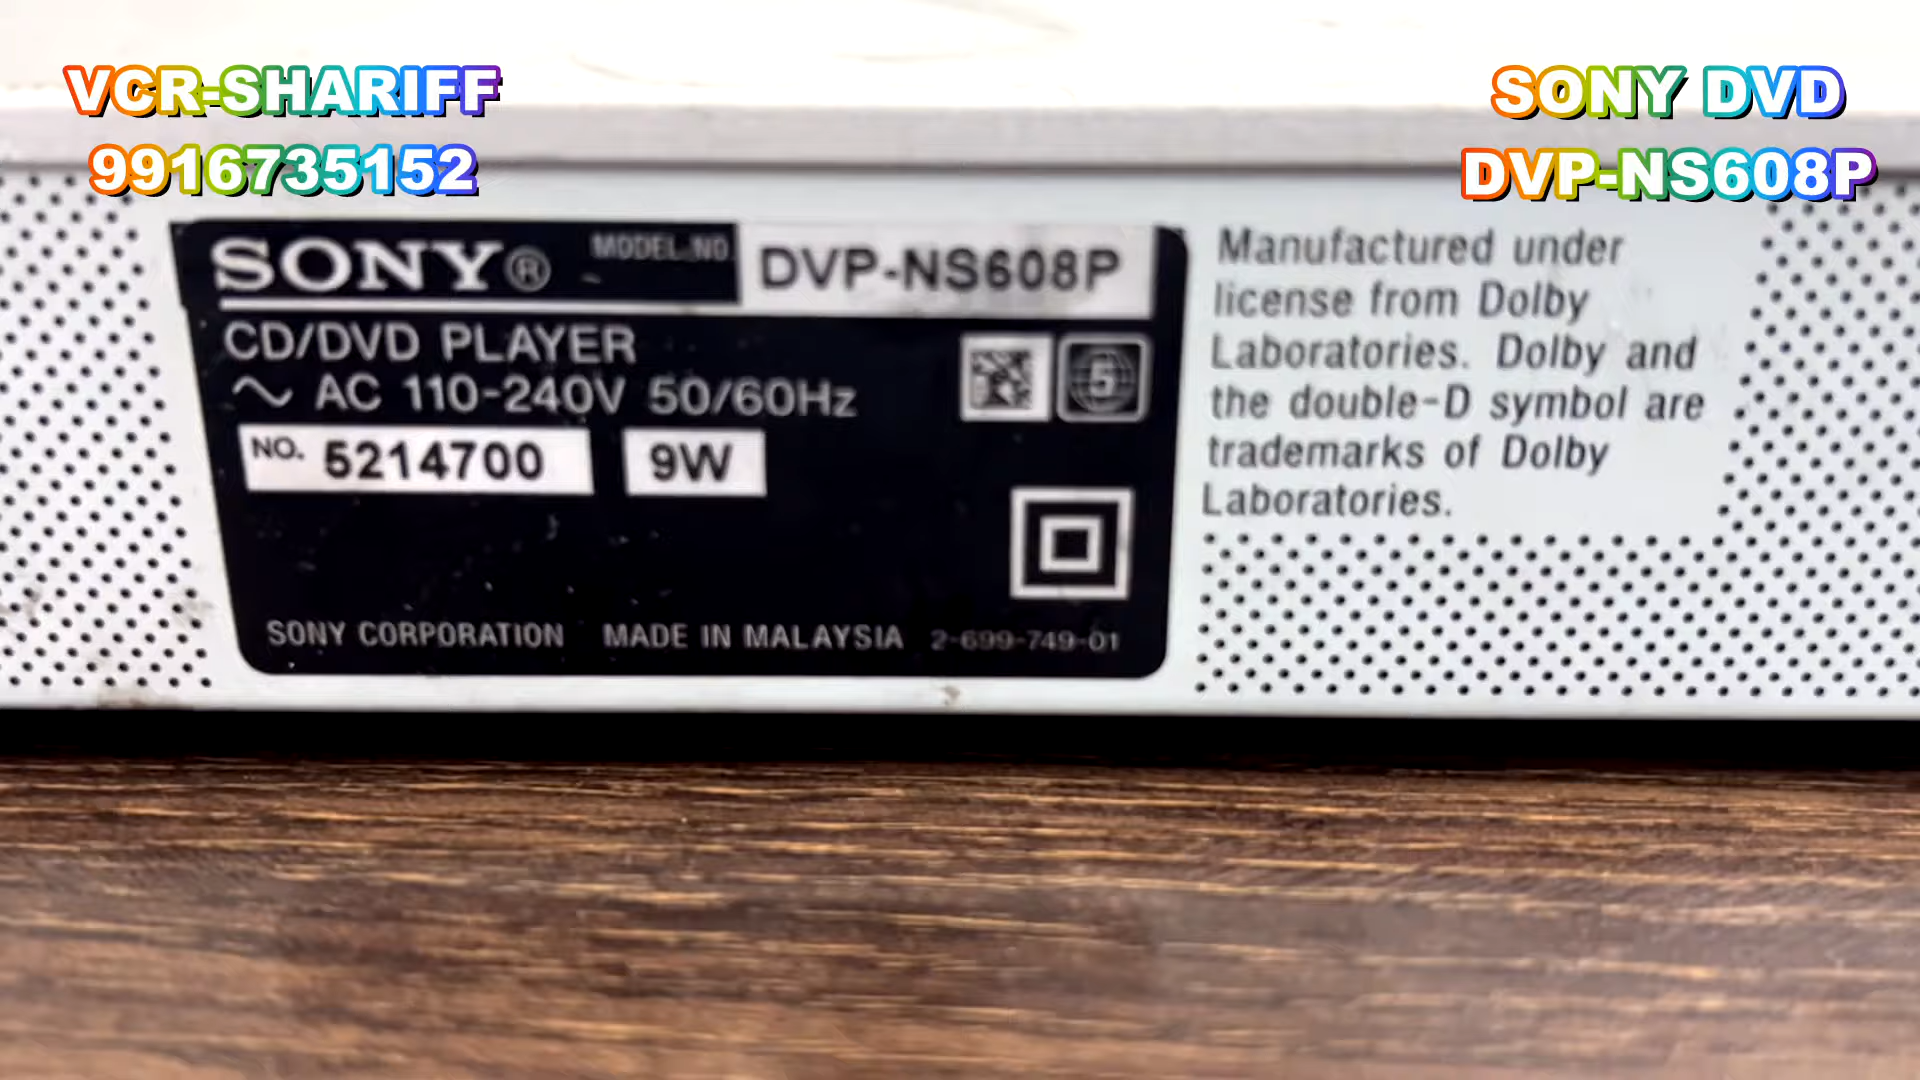 VCR-SHARIFF
9916735152
SONY DVD
DVP-NS608P
SONY® MODEL NO. DVP-NS608P
CD/DVD PLAYER
~ AC 110-240V 50/60Hz
5
NO. 5214700 9W
SONY CORPORATION MADE IN MALAYSIA 2-699-749-01
Manufactured under
license from Dolby
Laboratories. Dolby and
the double-D symbol are
trademarks of Dolby
Laboratories.